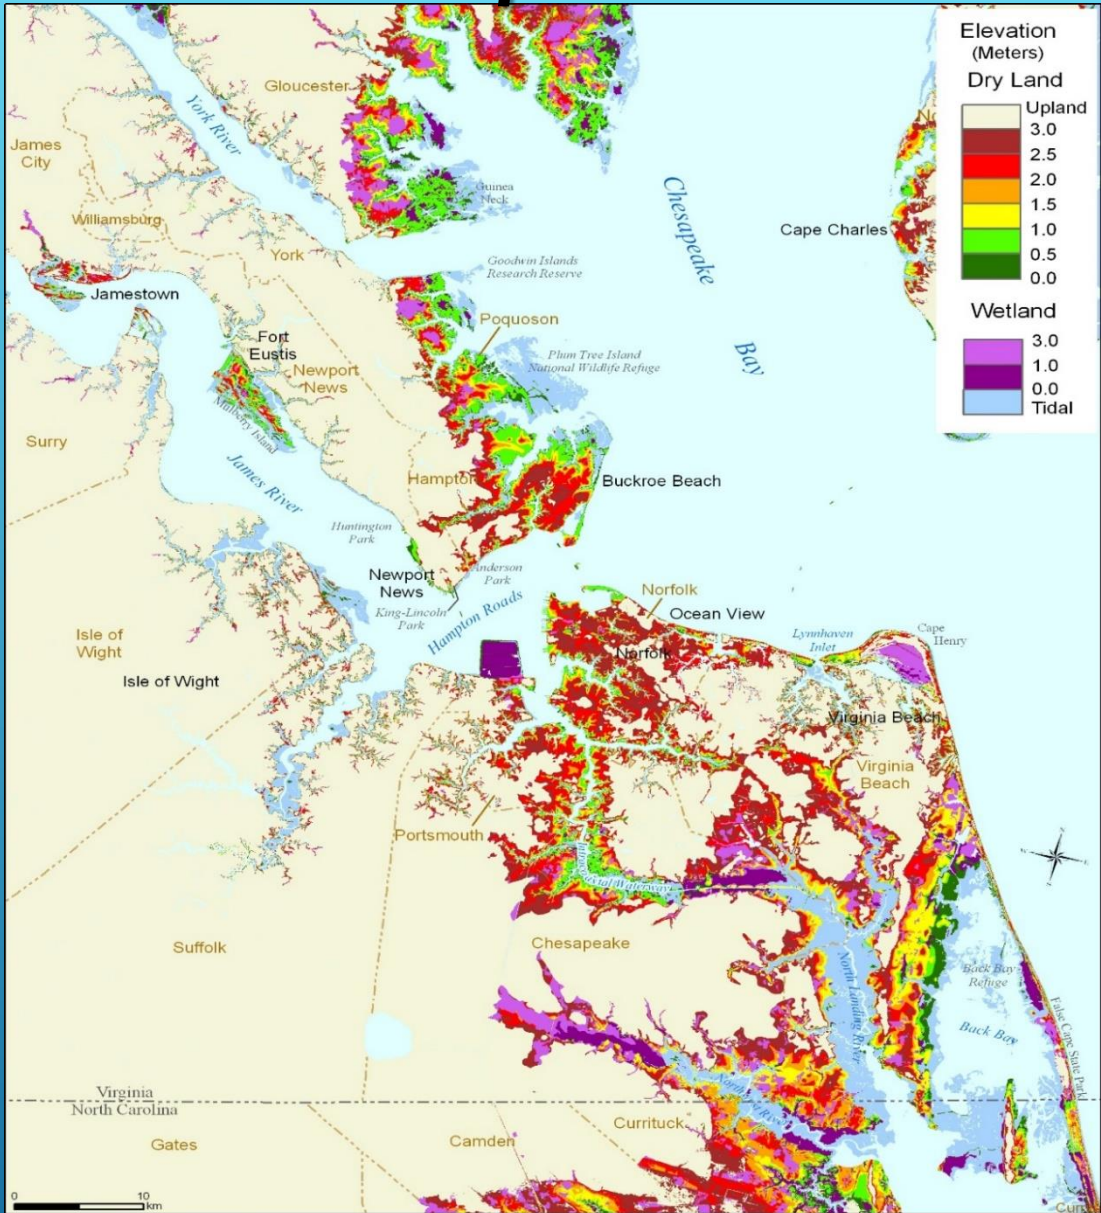 Elevation
(Meters)
Dry Land
Upland
3.0
2.5
2.0
1.5
1.0
0.5
0.0
Wetland
3.0
1.0
0.0
Tidal
Gloucester
York River
James
City
Williamsburg
York
Guinea
Neck
Chesapeake
Bay
Cape Charles
Goodwin Islands
Research Reserve
Jamestown
Poquoson
Fort
Eustis
Newport
News
Plum Tree Island
National Wildlife Refuge
Mulberry Island
Surry
James River
Hampton
Buckroe Beach
Huntington
Park
Newport
News
Anderson
Park
King-Lincoln
Park
Hampton Roads
Norfolk
Ocean View
Isle of
Wight
Isle of Wight
Norfolk
Lynnhaven
Inlet
Cape
Henry
Virginia Beach
Virginia
Beach
Portsmouth
Intracoastal Waterway
Suffolk
Chesapeake
North Landing River
Back Bay
Refuge
Back Bay
False Cape State Park
Virginia
North Carolina
Gates
Camden
Currituck
0
10
km